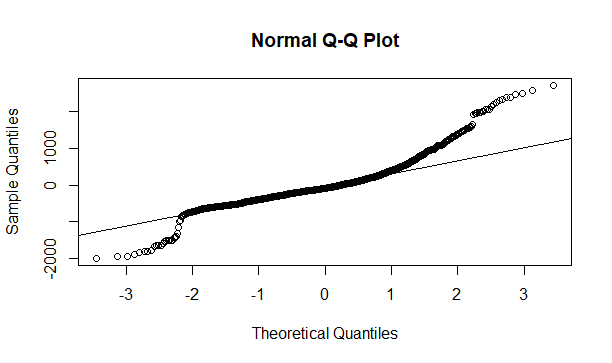 Normal Q-Q Plot
Sample Quantiles
1000
0
-2000
-3 -2 -1 0 1 2 3
Theoretical Quantiles